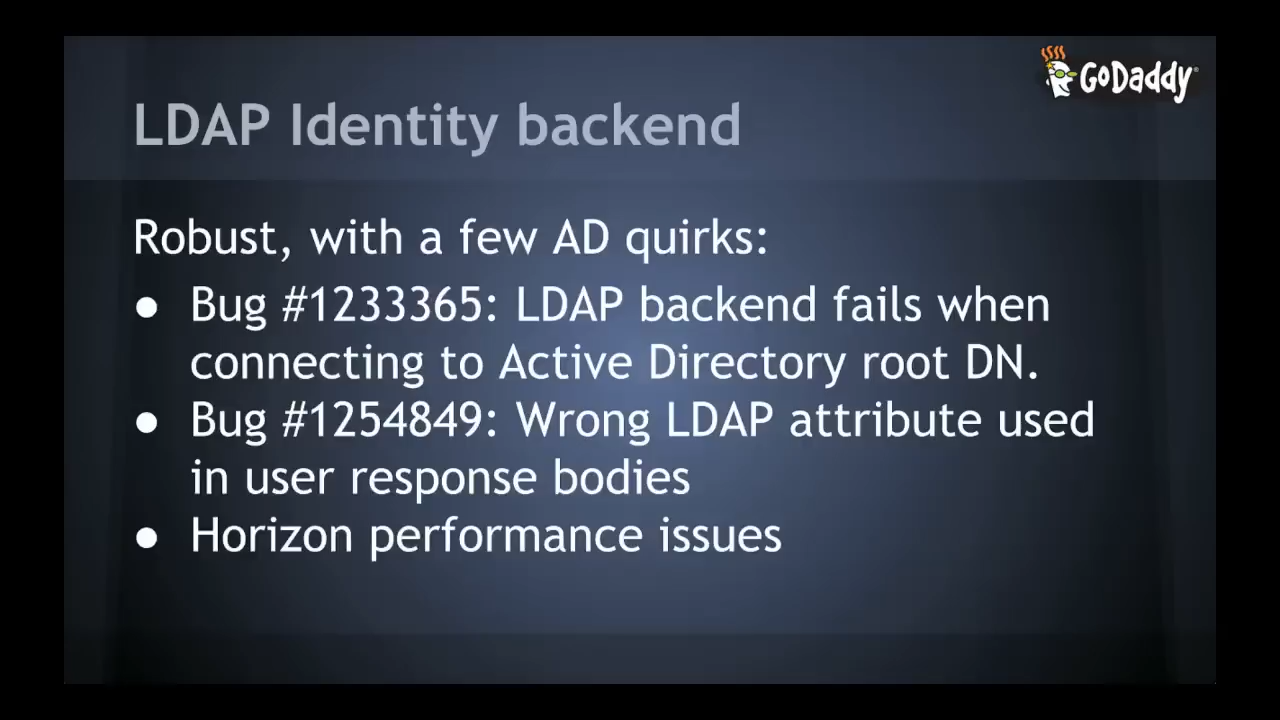 GoDaddy
LDAP Identity backend
Robust, with a few AD quirks:
● Bug #1233365: LDAP backend fails when
connecting to Active Directory root DN.
● Bug #1254849: Wrong LDAP attribute used
in user response bodies
● Horizon performance issues